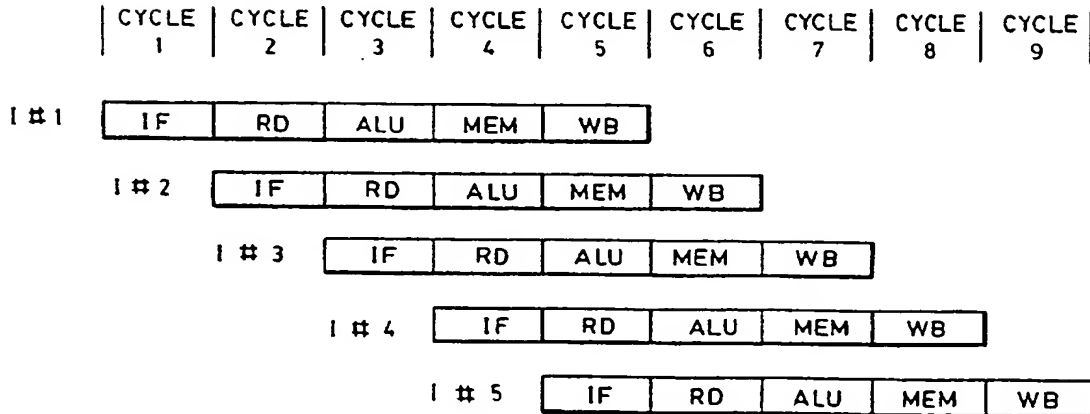 CYCLE CYCLE CYCLE CYCLE CYCLE CYCLE CYCLE CYCLE CYCLE
1 2 3 4 5 6 7 8 9
I # 1 IF RD ALU MEM WB
I # 2 IF RD ALU MEM WB
I # 3 IF RD ALU MEM WB
I # 4 IF RD ALU MEM WB
I # 5 IF RD ALU MEM WB